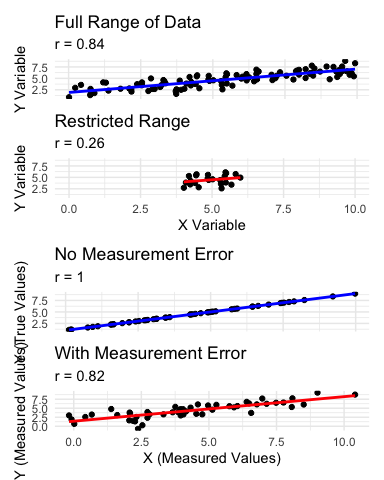 Full Range of Data
r = 0.84
Y Variable
7.5
5.0
2.5
Restricted Range
r = 0.26
Y Variable
7.5
5.0
2.5
0.0 2.5 5.0 7.5 10.0
X Variable
No Measurement Error
r = 1
Y (True Values)
7.5
5.0
2.5
With Measurement Error
r = 0.82
Y (Measured Values)
7.5
5.0
2.5
0.0
0.0 2.5 5.0 7.5 10.0
X (Measured Values)